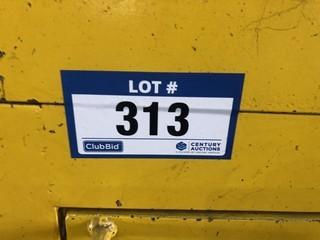 LOT #
313
ClubBid
CENTURY
AUCTIONS